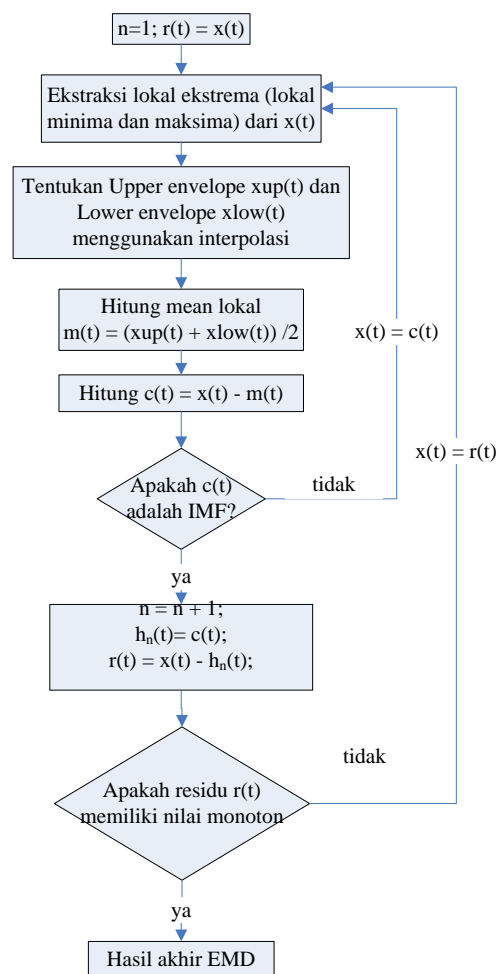 n=1; r(t) = x(t)
Ekstraksi lokal ekstrema (lokal
minima dan maksima) dari x(t)
Tentukan Upper envelope xup(t) dan
Lower envelope xlow(t)
menggunakan interpolasi
Hitung mean lokal
m(t) = (xup(t) + xlow(t)) /2
x(t) = c(t)
Hitung c(t) = x(t) - m(t)
x(t) = r(t)
Apakah c(t)
adalah IMF?
tidak
ya
n = n + 1;
hₙ(t)= c(t);
r(t) = x(t) - hₙ(t);
tidak
Apakah residu r(t)
memiliki nilai monoton
ya
Hasil akhir EMD